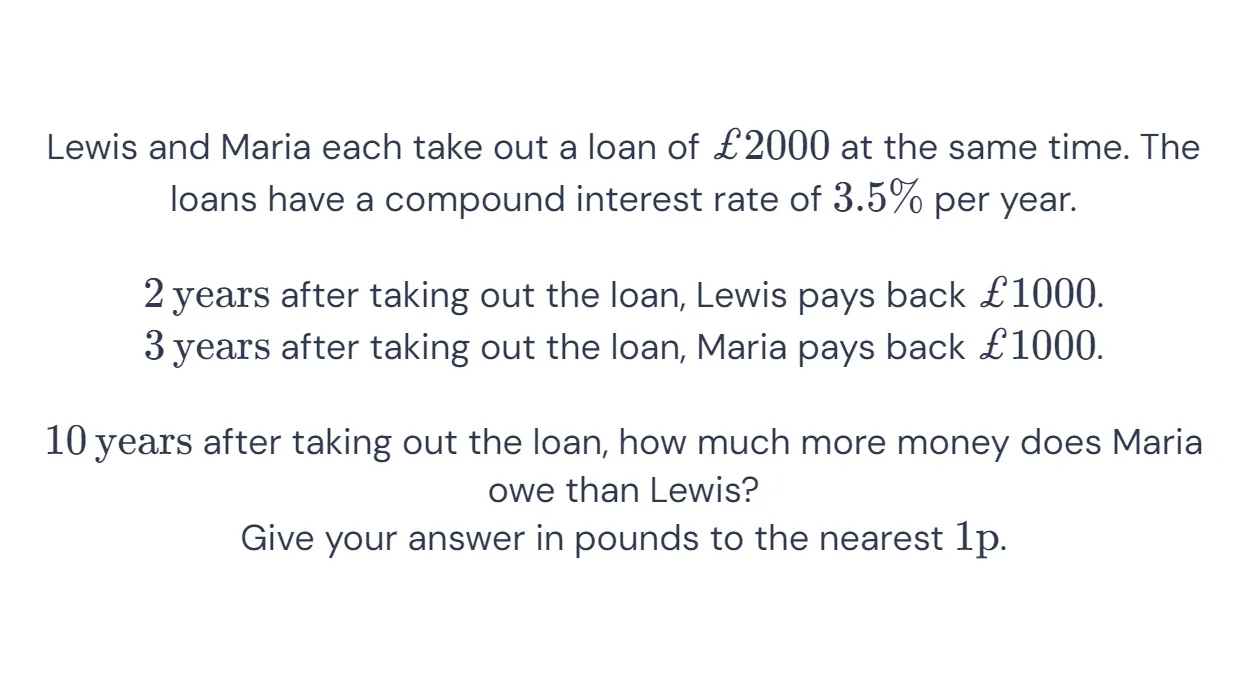 Lewis and Maria each take out a loan of £2000 at the same time. The
loans have a compound interest rate of 3.5% per year.
2 years after taking out the loan, Lewis pays back £1000.
3 years after taking out the loan, Maria pays back £1000.
10 years after taking out the loan, how much more money does Maria
owe than Lewis?
Give your answer in pounds to the nearest 1p.